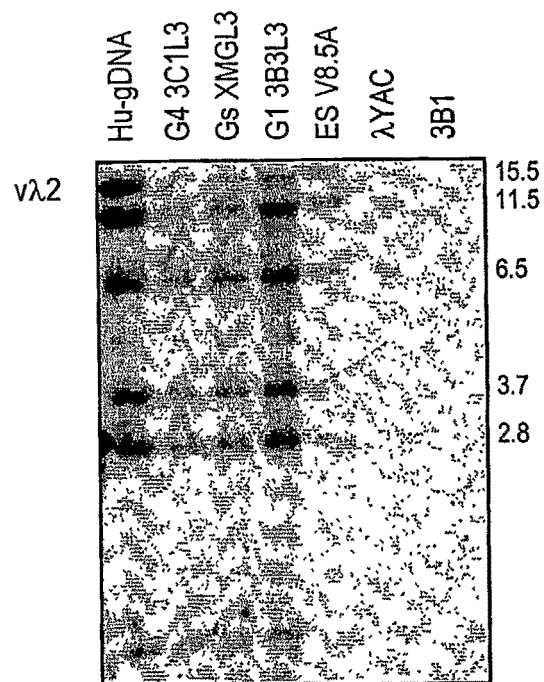 Hu-gDNA
G4 3C1L3
Gs XMGL3
G1 3B3L3
ES V8.5A
λYAC
3B1
vλ2
15.5
11.5
6.5
3.7
2.8